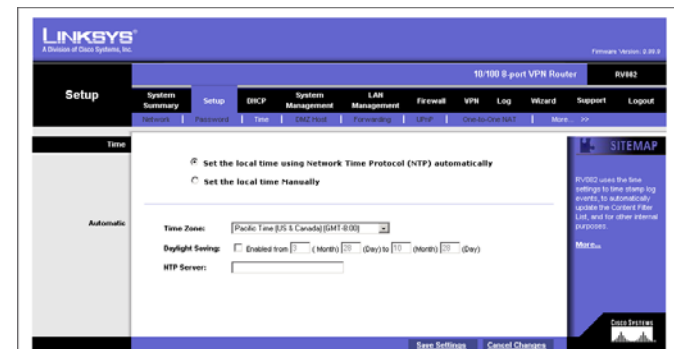 LINKSYS®
A Division of Cisco Systems, Inc.
Firmware Version: 2.00.9
10/100 8-port VPN Router
RV082
Setup
System Summary
Setup
DHCP
System Management
LAN Management
Firewall
VPN
Log
Wizard
Support
Logout
Network | Password | Time | DMZ Host | Forwarding | UPnP | One-to-One NAT | More... >>
Time
Set the local time using Network Time Protocol (NTP) automatically
Set the local time Manually
Automatic
Time Zone: Pacific Time (US & Canada) (GMT-8:00)
Daylight Saving: Enabled from 3 (Month) 28 (Day) to 10 (Month) 28 (Day)
NTP Server:
Save Settings
Cancel Changes
SITEMAP
RV082 uses the time
settings to time stamp log
events, to automatically
update the Content Filter
List, and for other internal
purposes.
More...
CISCO SYSTEMS